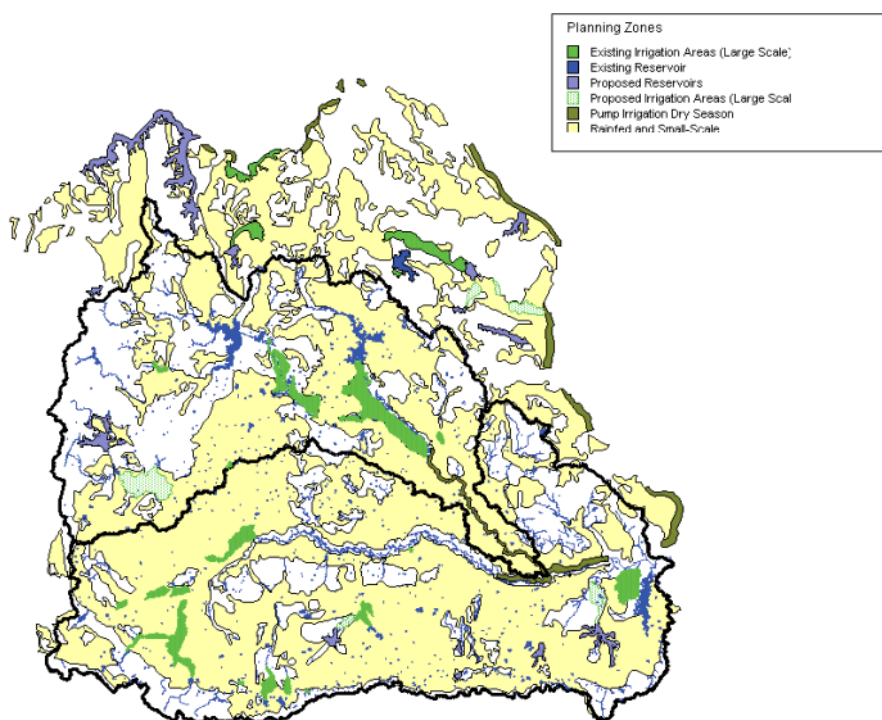 Planning Zones
Existing Irrigation Areas (Large Scale)
Existing Reservoir
Proposed Reservoirs
Proposed Irrigation Areas (Large Scal
Pump Irrigation Dry Season
Rainfed and Small-Scale